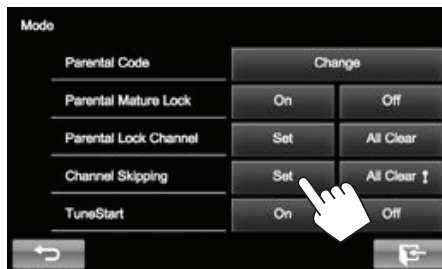 Mode
Parental Code Change
Parental Mature Lock On Off
Parental Lock Channel Set All Clear
Channel Skipping Set All Clear
TuneStart On Off